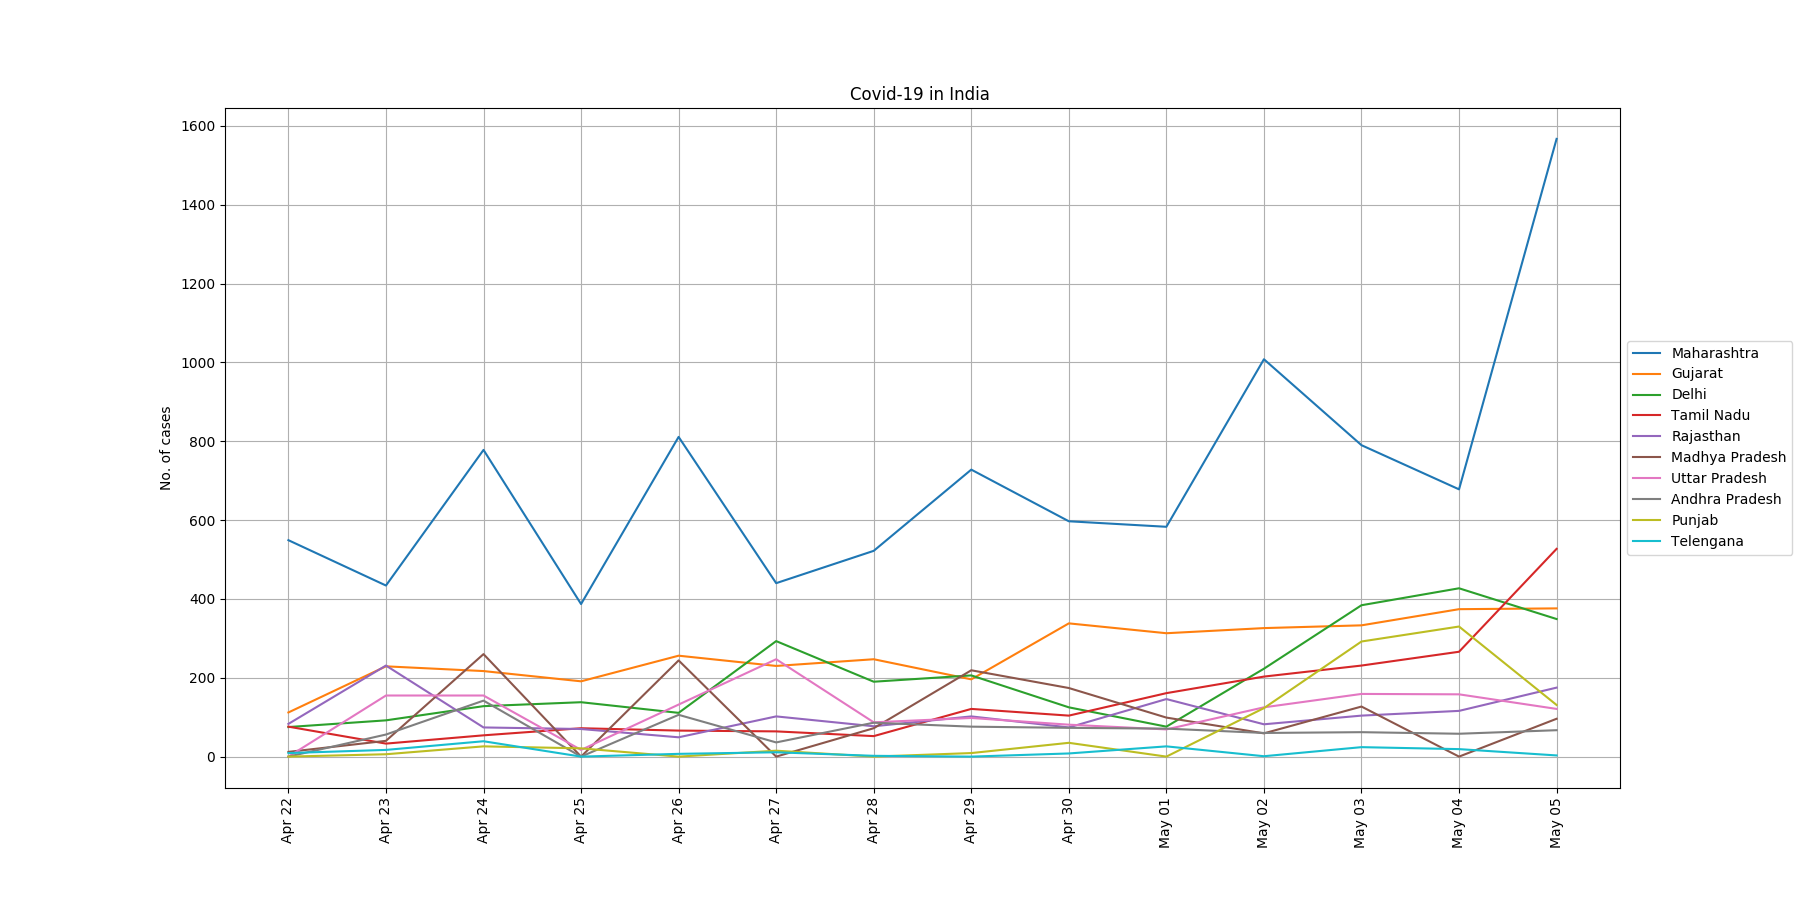 Covid-19 in India
No. of cases
1600
1400
1200
1000
800
600
400
200
0
Apr 22
Apr 23
Apr 24
Apr 25
Apr 26
Apr 27
Apr 28
Apr 29
Apr 30
May 01
May 02
May 03
May 04
May 05
Maharashtra
Gujarat
Delhi
Tamil Nadu
Rajasthan
Madhya Pradesh
Uttar Pradesh
Andhra Pradesh
Punjab
Telengana